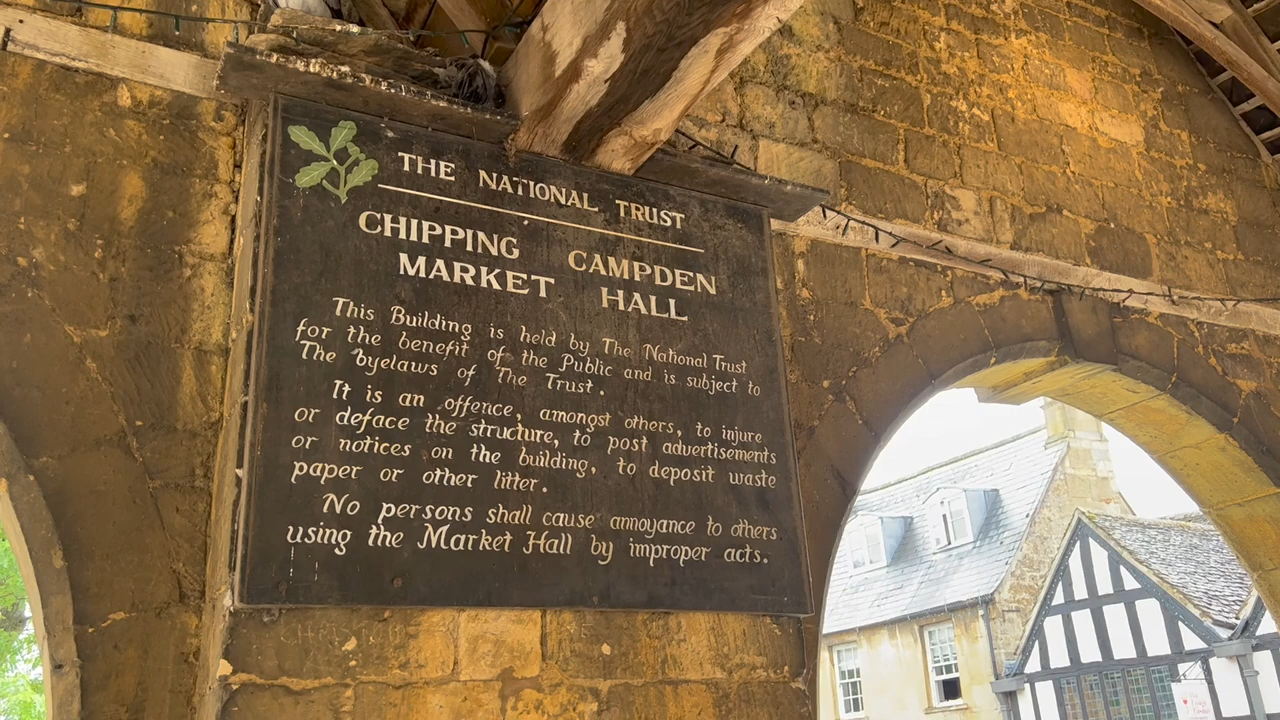 THE NATIONAL TRUST
CHIPPING CAMPDEN
MARKET HALL
This Building is held by The National Trust
for the benefit of the Public and is subject to
The byelaws of The Trust.
It is an offence, amongst others, to injure
or deface the structure, to post advertisements
or notices on the building, to deposit waste
paper or other litter.
No persons shall cause annoyance to others
using the Market Hall by improper acts.